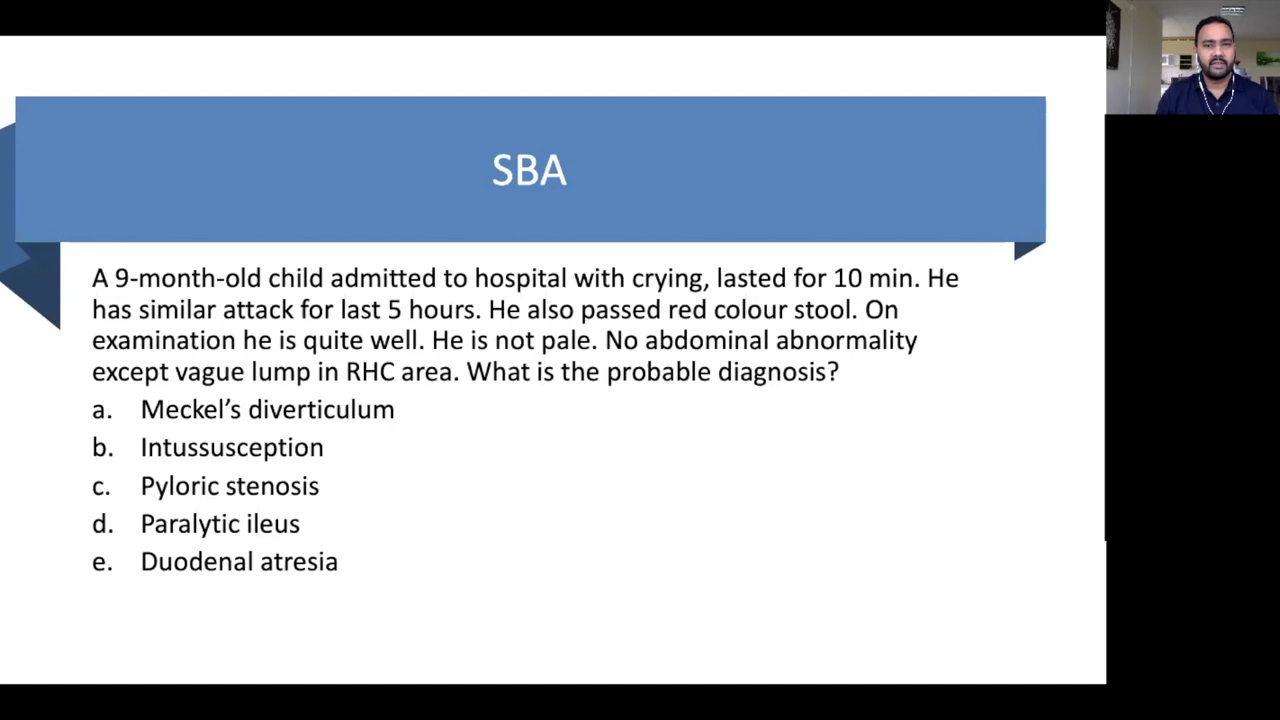 SBA
A 9-month-old child admitted to hospital with crying, lasted for 10 min. He
has similar attack for last 5 hours. He also passed red colour stool. On
examination he is quite well. He is not pale. No abdominal abnormality
except vague lump in RHC area. What is the probable diagnosis?
a. Meckel’s diverticulum
b. Intussusception
c. Pyloric stenosis
d. Paralytic ileus
e. Duodenal atresia